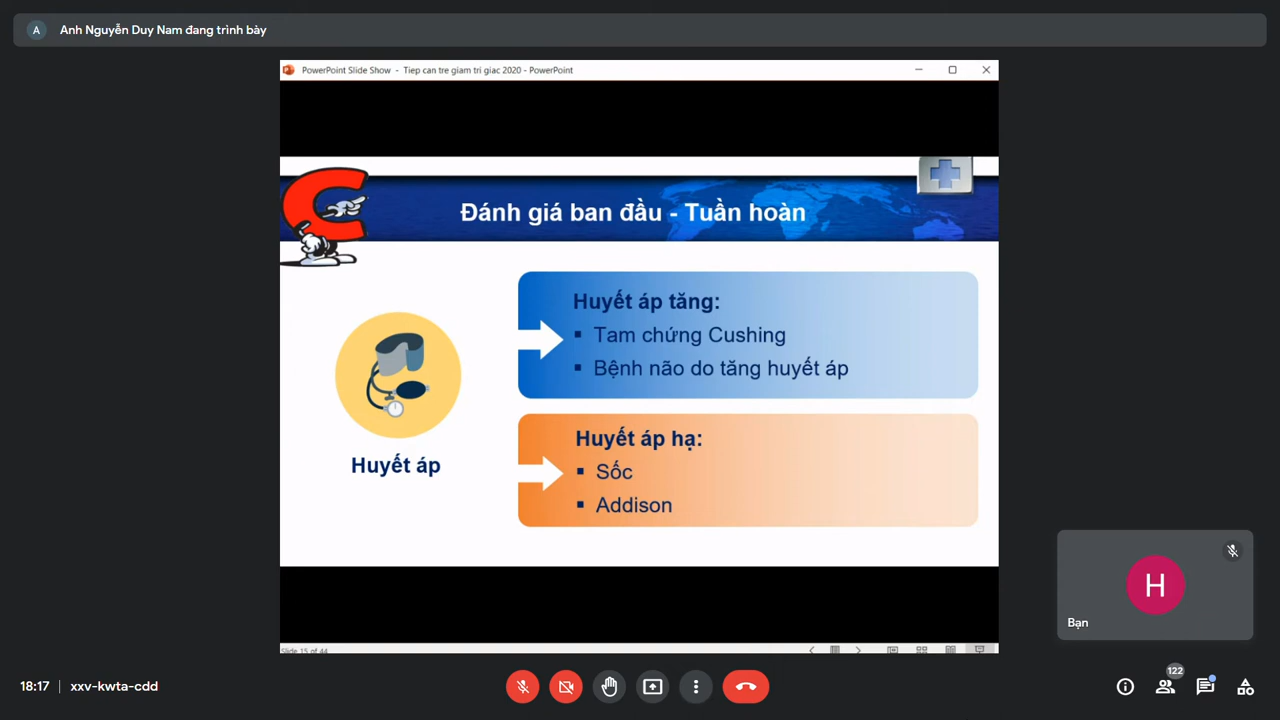 A
Anh Nguyễn Duy Nam đang trình bày
PowerPoint Slide Show - Tiep can tre giam tri giac 2020 - PowerPoint
C
Đánh giá ban đầu - Tuần hoàn
Huyết áp tăng:
▪ Tam chứng Cushing
▪ Bệnh não do tăng huyết áp
Huyết áp
Huyết áp hạ:
▪ Sốc
▪ Addison
H
Bạn
Slide 15 of 44
18:17 | xxv-kwta-cdd
122